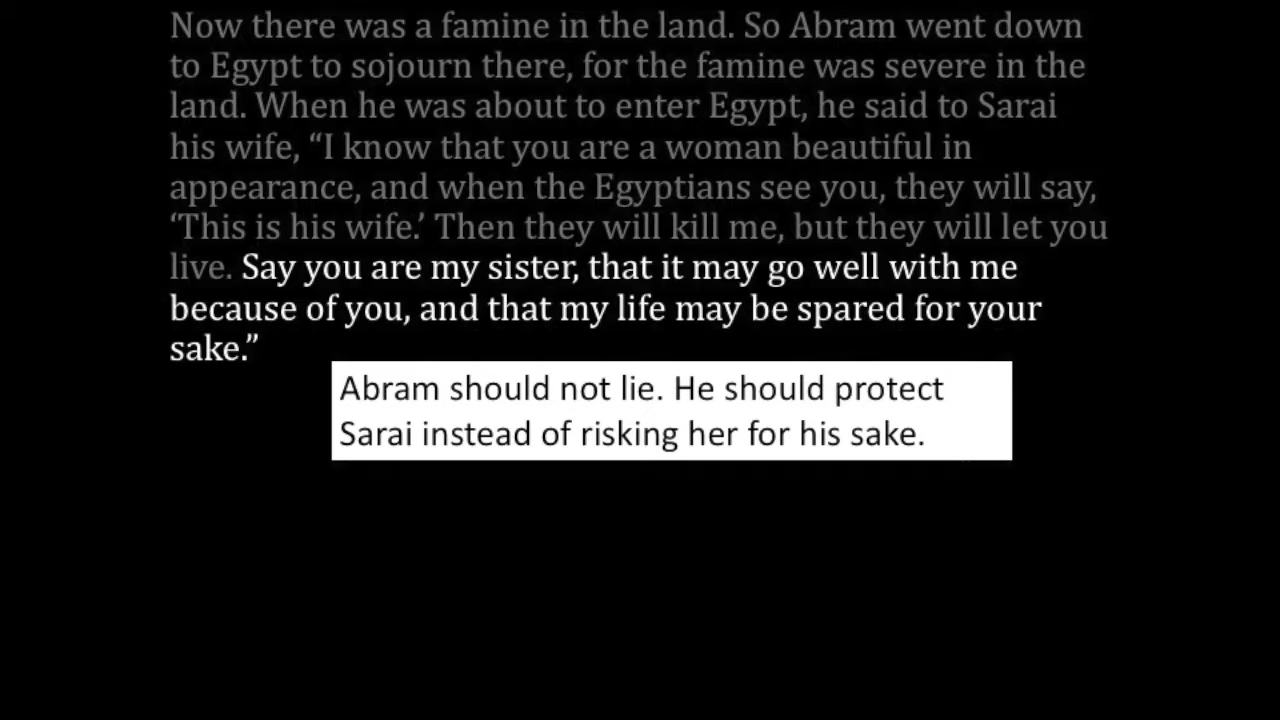 Now there was a famine in the land. So Abram went down
to Egypt to sojourn there, for the famine was severe in the
land. When he was about to enter Egypt, he said to Sarai
his wife, “I know that you are a woman beautiful in
appearance, and when the Egyptians see you, they will say,
‘This is his wife.’ Then they will kill me, but they will let you
live. Say you are my sister, that it may go well with me
because of you, and that my life may be spared for your
sake.”
Abram should not lie. He should protect
Sarai instead of risking her for his sake.